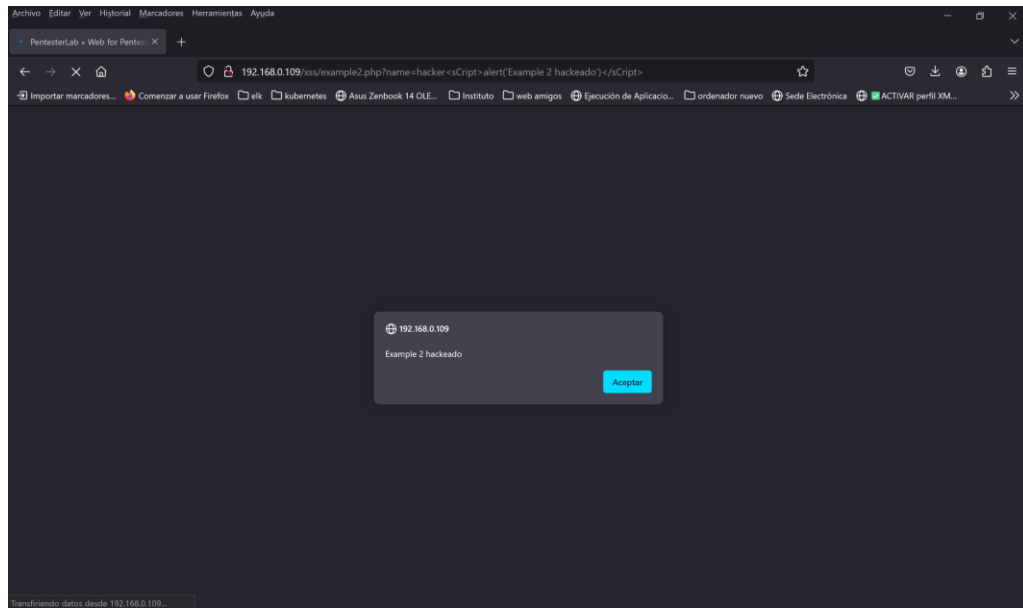 Archivo Editar Ver Historial Marcadores Herramientas Ayuda
PentesterLab » Web for Pentest
192.168.0.109/xss/example2.php?name=hacker<sCript>alert('Example 2 hackeado')</sCript>
Importar marcadores... Comenzar a usar Firefox elk kubernetes Asus Zenbook 14 OLE... Instituto web amigos Ejecución de Aplicacio... ordenador nuevo Sede Electrónica ACTIVAR perfil XM...
192.168.0.109
Example 2 hackeado
Aceptar
Transfiriendo datos desde 192.168.0.109...